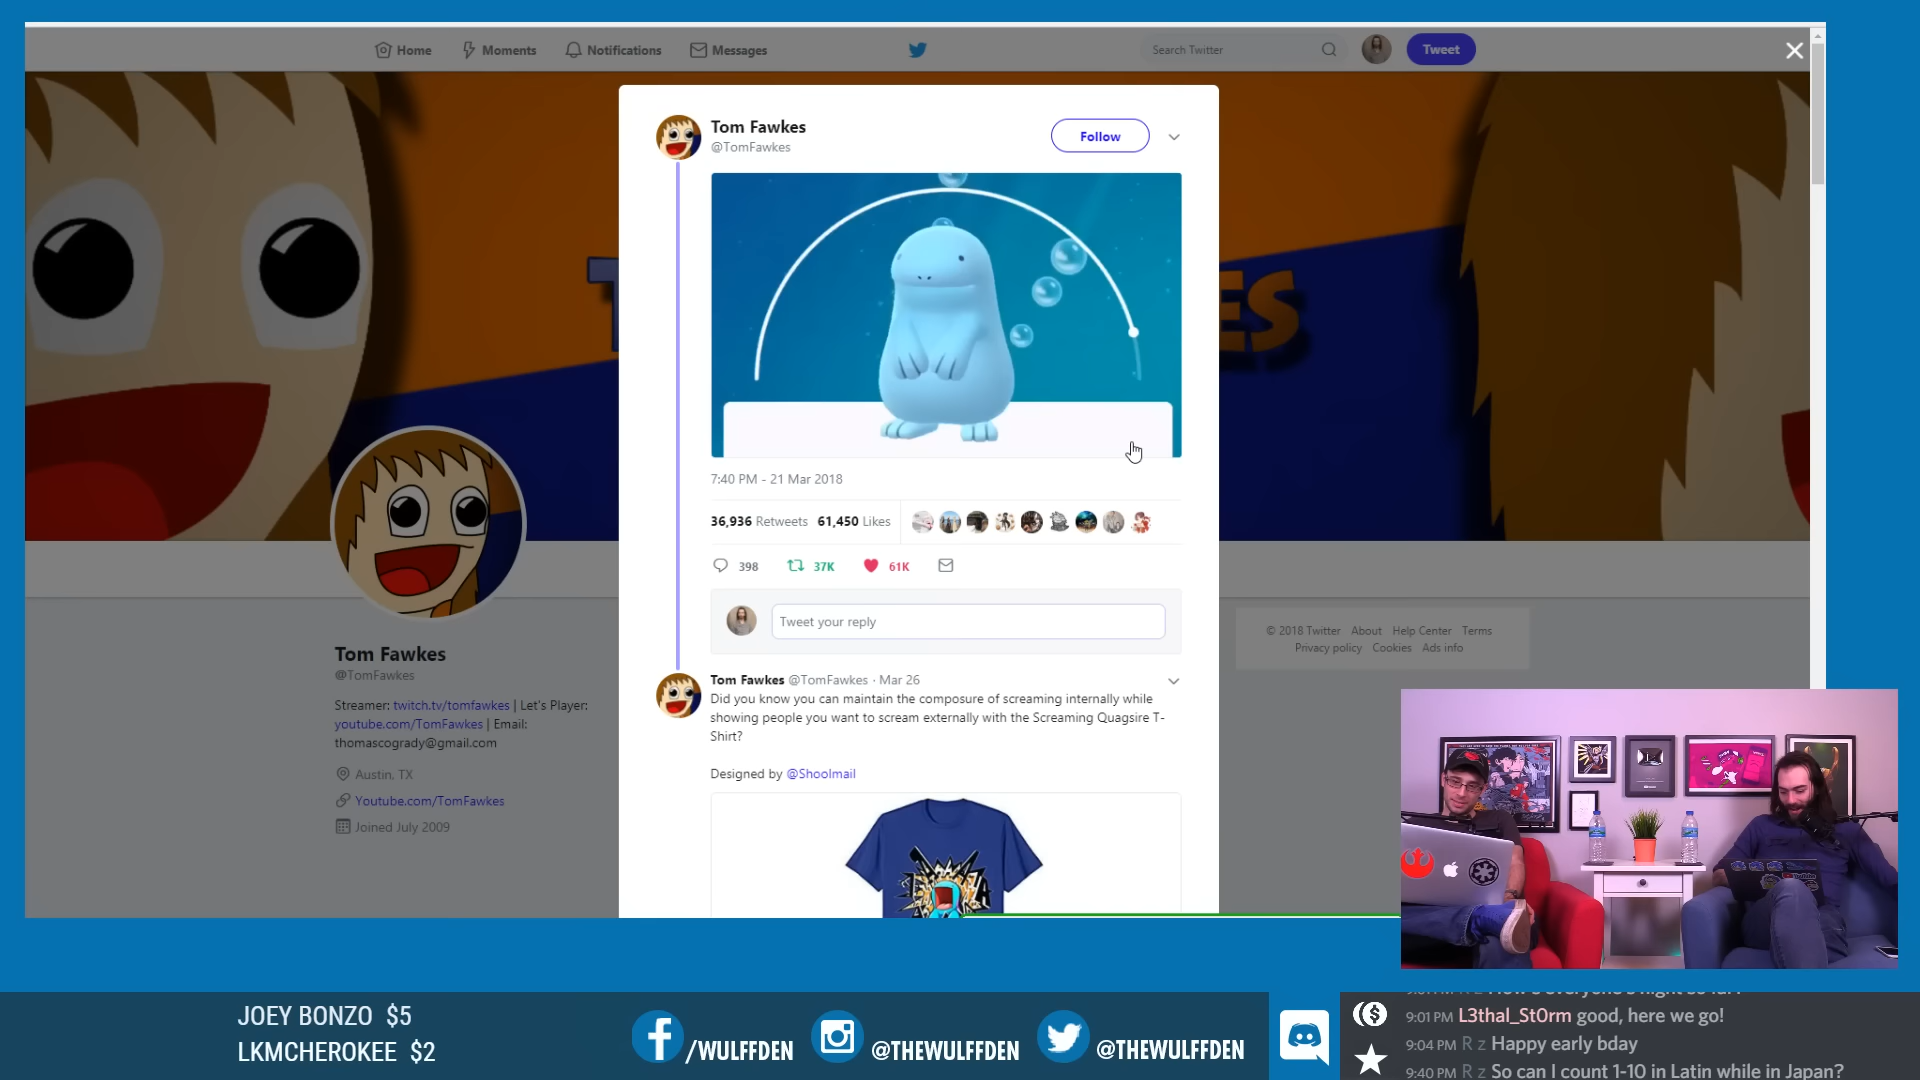 Home
Moments
Notifications
Messages
Search Twitter
Tweet
Tom Fawkes
@TomFawkes
Follow
7:40 PM - 21 Mar 2018
36,936 Retweets 61,450 Likes
398
37K
61K
Tweet your reply
Tom Fawkes @TomFawkes · Mar 26
Did you know you can maintain the composure of screaming internally while
showing people you want to scream externally with the Screaming Quagsire T-
Shirt?
Designed by @Shoolmail
Tom Fawkes
@TomFawkes
Streamer: twitch.tv/tomfawkes | Let's Player:
youtube.com/TomFawkes | Email:
thomascogrady@gmail.com
Austin, TX
Youtube.com/TomFawkes
Joined July 2009
© 2018 Twitter About Help Center Terms
Privacy policy Cookies Ads info
JOEY BONZO $5
LKMCHEROKEE $2
/WULFFDEN
@THEWULFFDEN
@THEWULFFDEN
9:01 PM L3thal_St0rm good, here we go!
9:04 PM R z Happy early bday
9:40 PM R z So can I count 1-10 in Latin while in Japan?